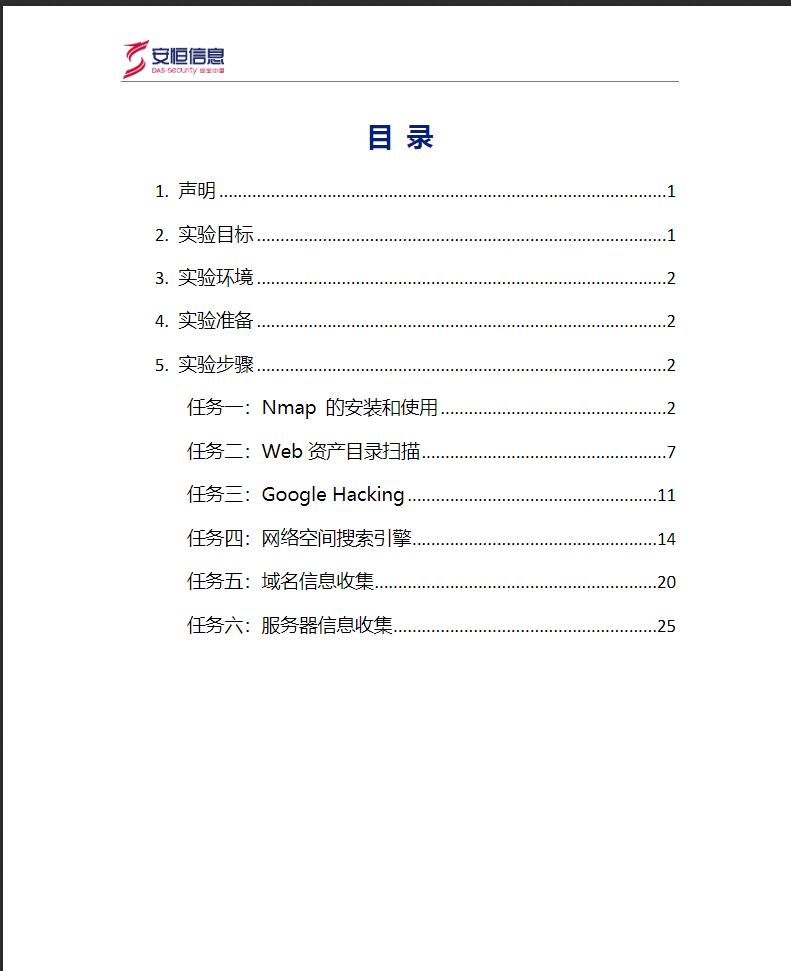 安恒信息
DAS-security 安全中国
目 录
1. 声明........................................1
2. 实验目标........................................1
3. 实验环境........................................2
4. 实验准备........................................2
5. 实验步骤........................................2
任务一：Nmap 的安装和使用........................................2
任务二：Web 资产目录扫描........................................7
任务三：Google Hacking........................................11
任务四：网络空间搜索引擎........................................14
任务五：域名信息收集........................................20
任务六：服务器信息收集........................................25